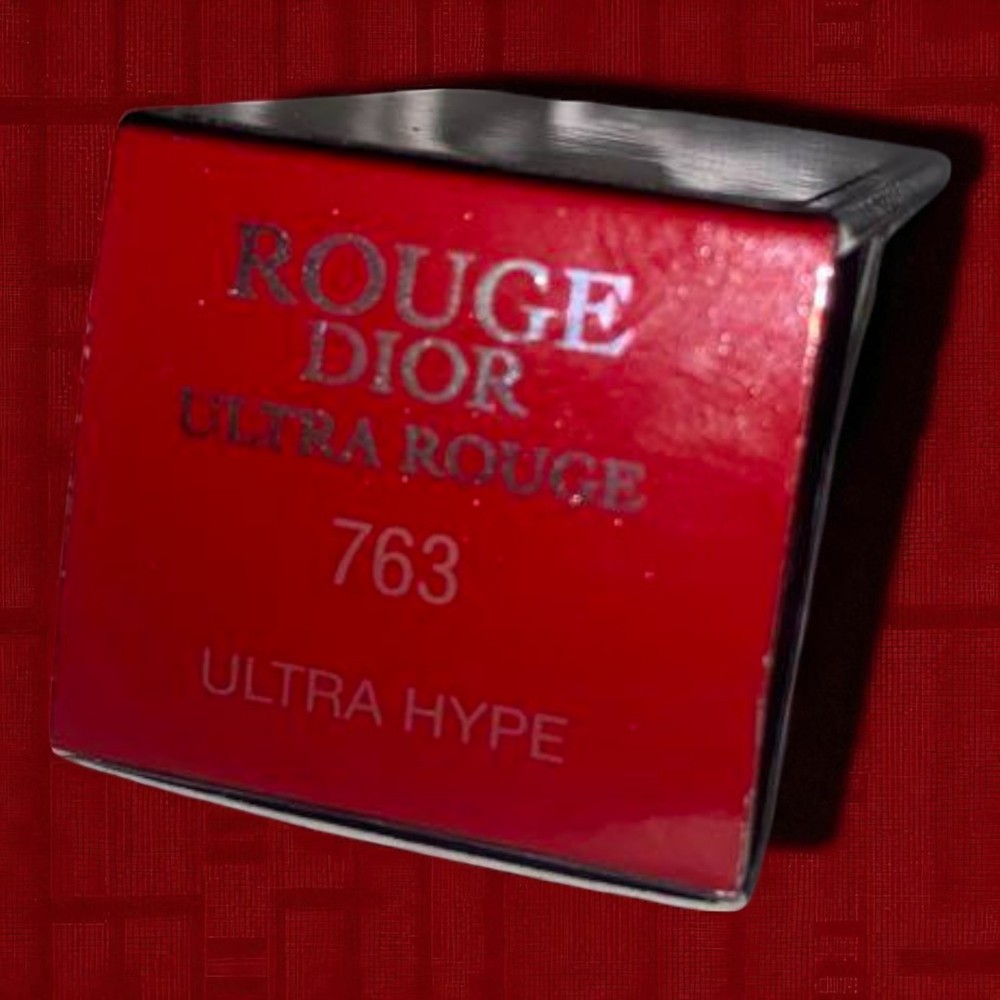 ROUGE
DIOR
ULTRA ROUGE
763
ULTRA HYPE